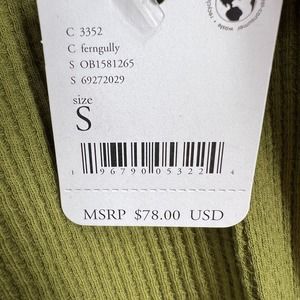 C 3352
C ferngully
S OB1581265
S 69272029
size
S
1 96790 05322 4
MSRP $78.00 USD